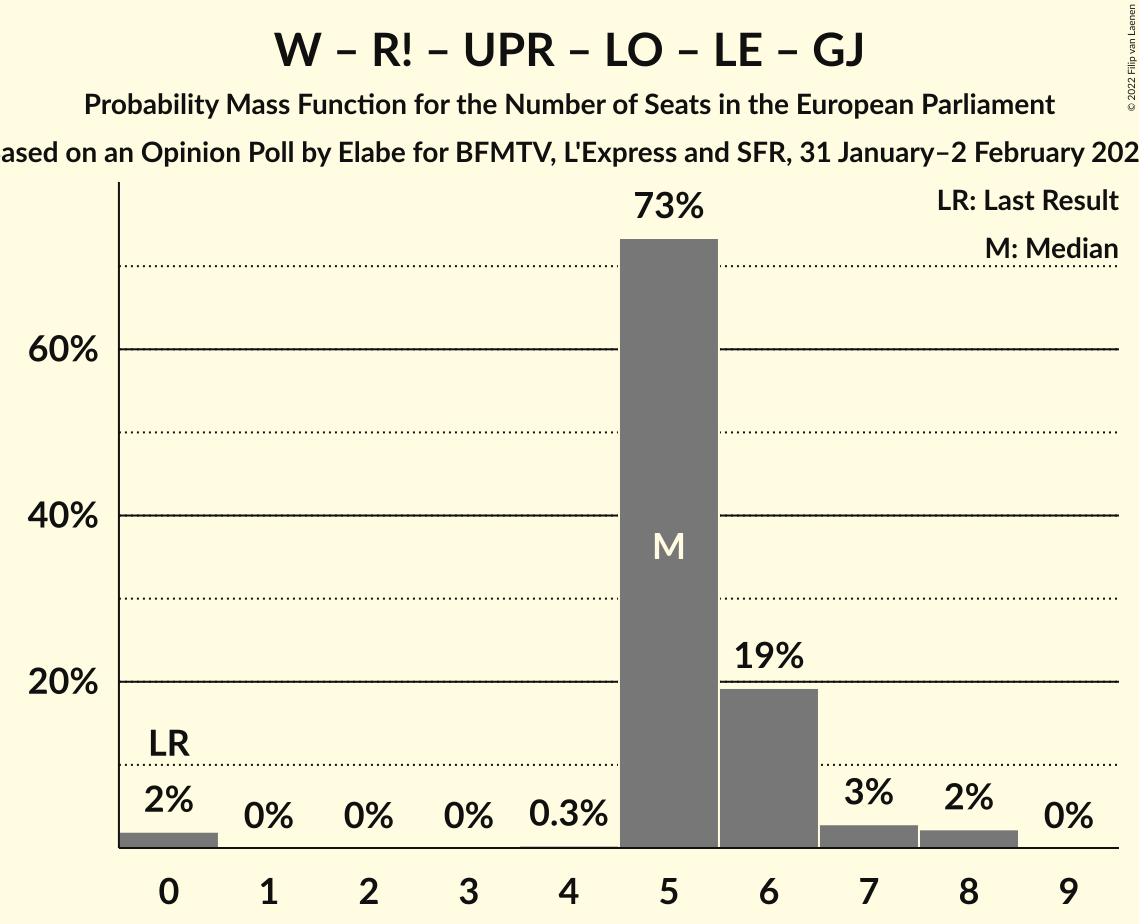 W – R! – UPR – LO – LE – GJ
Probability Mass Function for the Number of Seats in the European Parliament
ased on an Opinion Poll by Elabe for BFMTV, L'Express and SFR, 31 January–2 February 202
© 2022 Filip van Laenen
LR: Last Result
M: Median
73%
60%
40%
M
19%
20%
LR
2%
0%
0%
0%
0.3%
3%
2%
0%
0
1
2
3
4
5
6
7
8
9